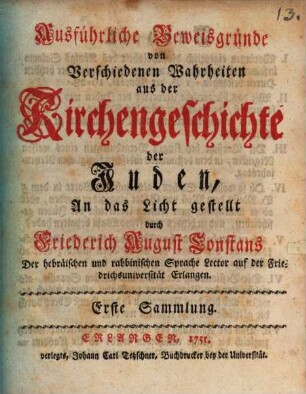 13.
Ausführliche Beweisgründe
von
Verschiedenen Wahrheiten
aus der
Kirchengeschichte
der
Juden,
An das Licht gestellt
durch
Friederich August Constans
Der hebräischen und rabbinischen Sprache Lector auf der Frie-
drichsuniversität Erlangen.
Erste Sammlung.
ERLANGEN, 1751.
verlegts, Johann Carl Tetzschner, Buchdrucker bey der Universität.